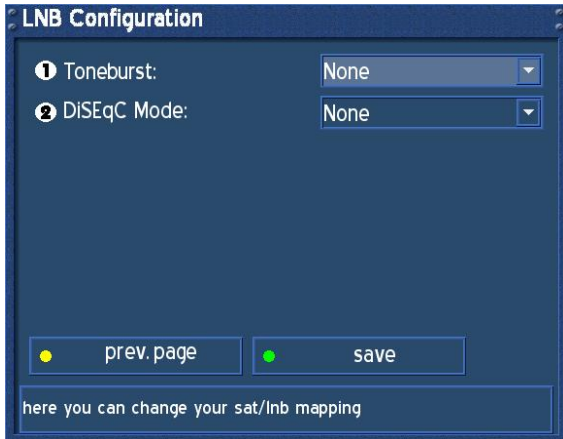 LNB Configuration
1 Toneburst: None
2 DiSEqC Mode: None
prev. page save
here you can change your sat/lnb mapping